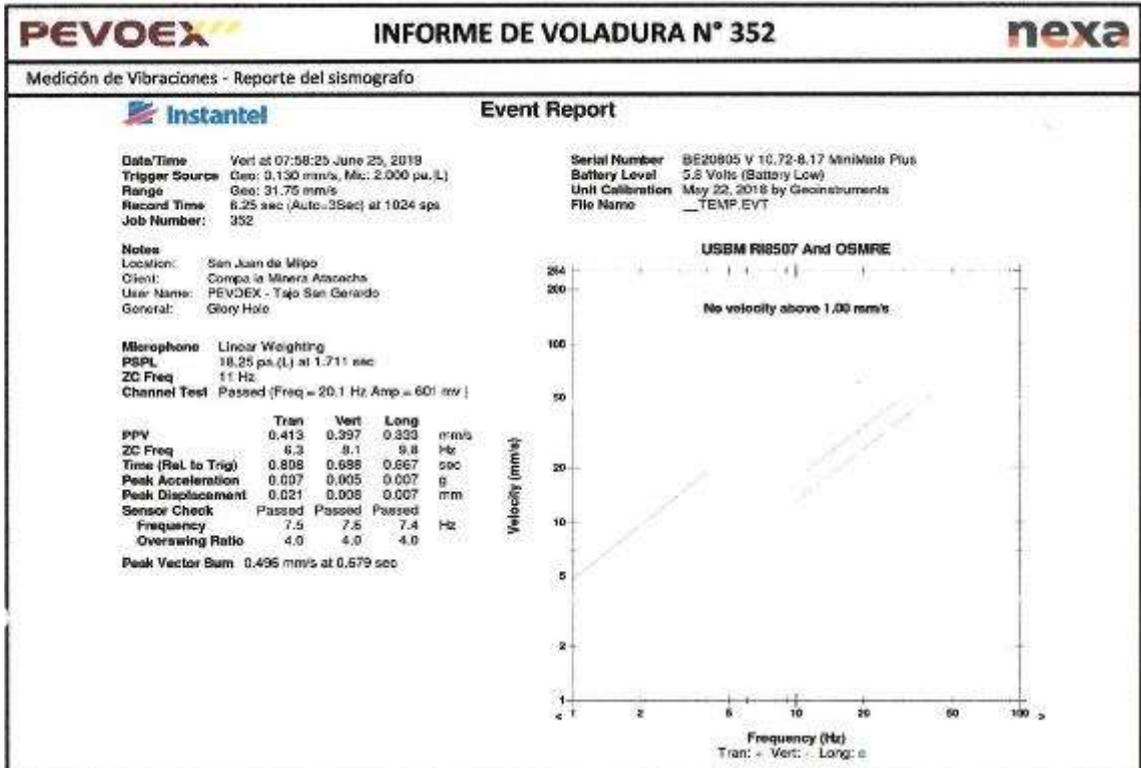 PEVOEX
INFORME DE VOLADURA N° 352
nexa
Medición de Vibraciones - Reporte del sismografo
Instantel
Event Report
Date/Time Vert at 07:58:25 June 25, 2019
Trigger Source Geo: 0.130 mm/s, Mic: 2.000 pa.(L)
Range Geo: 31.75 mm/s
Record Time 6.25 sec (Auto=3Sec) at 1024 sps
Job Number: 352
Serial Number BE20805 V 10.72-8.17 MiniMate Plus
Battery Level 5.8 Volts (Battery Low)
Unit Calibration May 22, 2018 by Geoinstruments
File Name __TEMP.EVT
Notes
Location: San Juan de Milpo
Client: Compa ia Minera Atacocha
User Name: PEVOEX - Tajo San Gerardo
General: Glory Hole
Microphone Linear Weighting
PSPL 18.25 pa.(L) at 1.711 sec
ZC Freq 11 Hz
Channel Test Passed (Freq = 20.1 Hz Amp = 601 mv )
Tran Vert Long
PPV 0.413 0.397 0.333 mm/s
ZC Freq 6.3 9.1 9.8 Hz
Time (Rel. to Trig) 0.808 0.688 0.667 sec
Peak Acceleration 0.007 0.005 0.007 g
Peak Displacement 0.021 0.008 0.007 mm
Sensor Check Passed Passed Passed
Frequency 7.5 7.6 7.4 Hz
Overswing Ratio 4.0 4.0 4.0
Peak Vector Sum 0.496 mm/s at 0.679 sec
USBM RI8507 And OSMRE
No velocity above 1.00 mm/s
Velocity (mm/s)
254
200
100
50
20
10
5
2
1
< 1 2 5 10 20 50 100 >
Frequency (Hz)
Tran: + Vert: Long: ø